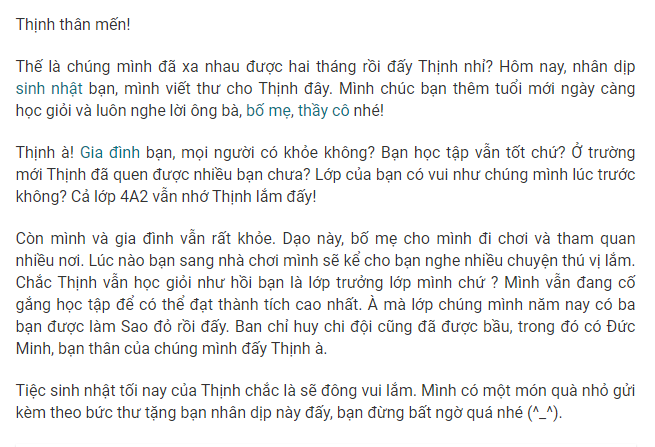 Thịnh thân mến!
Thế là chúng mình đã xa nhau được hai tháng rồi đấy Thịnh nhỉ? Hôm nay, nhân dịp
sinh nhật bạn, mình viết thư cho Thịnh đây. Mình chúc bạn thêm tuổi mới ngày càng
học giỏi và luôn nghe lời ông bà, bố mẹ, thầy cô nhé!
Thịnh à! Gia đình bạn, mọi người có khỏe không? Bạn học tập vẫn tốt chứ? Ở trường
mới Thịnh đã quen được nhiều bạn chưa? Lớp của bạn có vui như chúng mình lúc trước
không? Cả lớp 4A2 vẫn nhớ Thịnh lắm đấy!
Còn mình và gia đình vẫn rất khỏe. Dạo này, bố mẹ cho mình đi chơi và tham quan
nhiều nơi. Lúc nào bạn sang nhà chơi mình sẽ kể cho bạn nghe nhiều chuyện thú vị lắm.
Chắc Thịnh vẫn học giỏi như hồi bạn là lớp trưởng lớp mình chứ ? Mình vẫn đang cố
gắng học tập để có thể đạt thành tích cao nhất. À mà lớp chúng mình năm nay có ba
bạn được làm Sao đỏ rồi đấy. Ban chỉ huy chi đội cũng đã được bầu, trong đó có Đức
Minh, bạn thân của chúng mình đấy Thịnh à.
Tiệc sinh nhật tối nay của Thịnh chắc là sẽ đông vui lắm. Mình có một món quà nhỏ gửi
kèm theo bức thư tặng bạn nhân dịp này đấy, bạn đừng bất ngờ quá nhé (^_^).